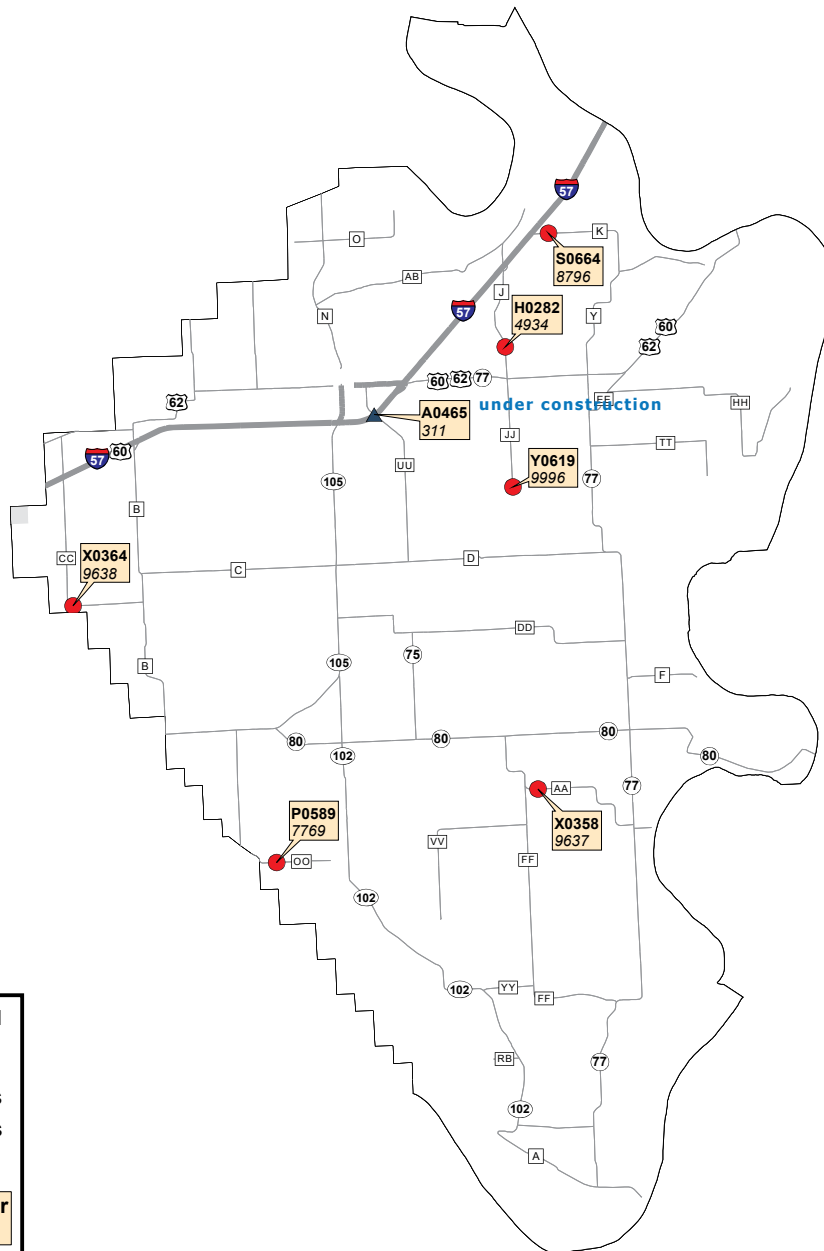 57
K
S0664
8796
O
AB
J
57
H0282
4934
N
Y
60
62
60
62
77
62
EE
HH
under construction
A0465
311
JJ
TT
UU
57
60
105
Y0619
9996
77
B
CC
X0364
9638
C
D
DD
75
105
B
F
80
80
80
80
102
77
AA
X0358
9637
P0589
7769
OO
VV
FF
102
102
YY
FF
RB
77
102
A
r